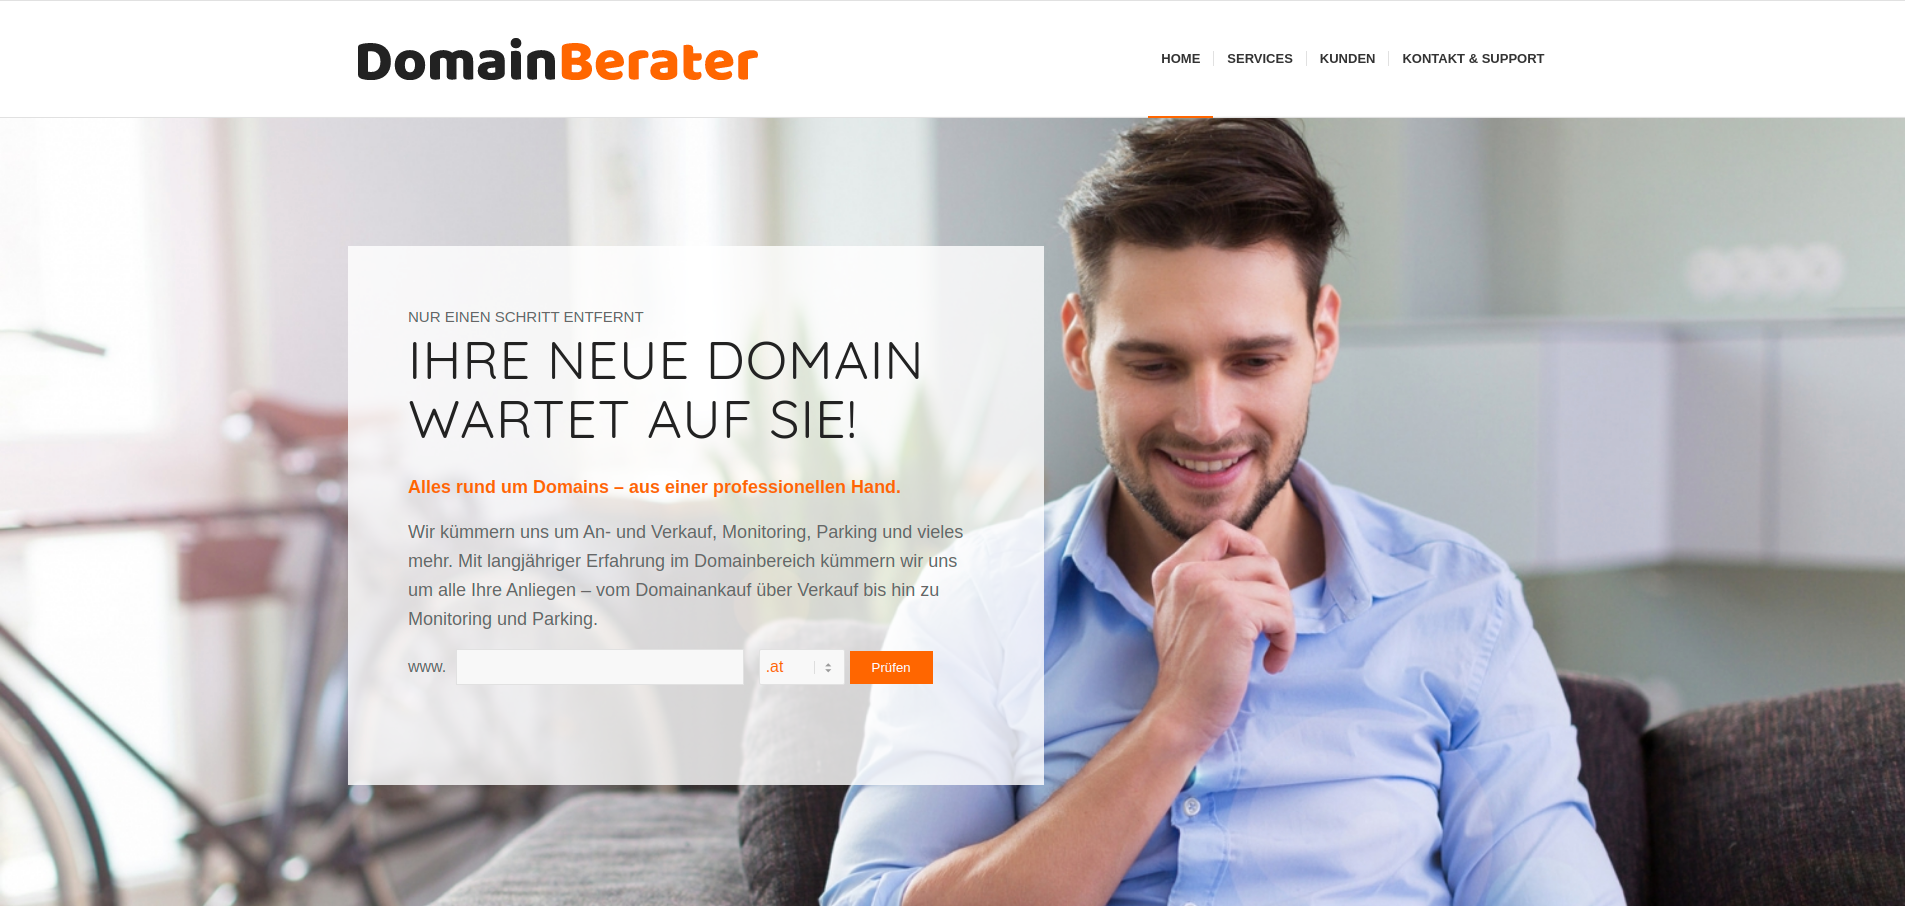 DomainBerater
HOME
SERVICES
KUNDEN
KONTAKT & SUPPORT
NUR EINEN SCHRITT ENTFERNT
IHRE NEUE DOMAIN
WARTET AUF SIE!
Alles rund um Domains – aus einer professionellen Hand.
Wir kümmern uns um An- und Verkauf, Monitoring, Parking und vieles
mehr. Mit langjähriger Erfahrung im Domainbereich kümmern wir uns
um alle Ihre Anliegen – vom Domainankauf über Verkauf bis hin zu
Monitoring und Parking.
www.
.at
Prüfen